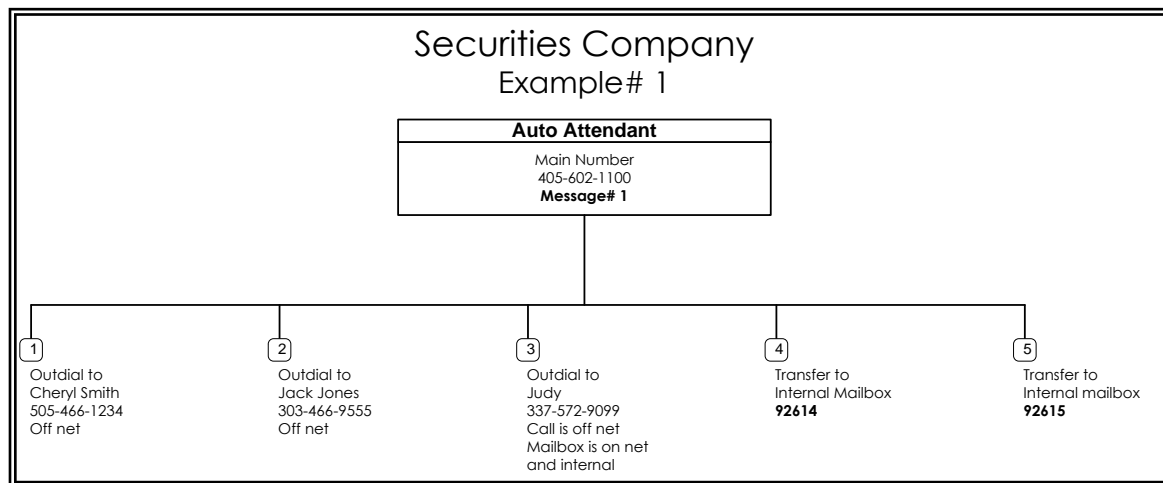 Securities Company
Example# 1
Auto Attendant
Main Number
405-602-1100
Message# 1
1
Outdial to
Cheryl Smith
505-466-1234
Off net
2
Outdial to
Jack Jones
303-466-9555
Off net
3
Outdial to
Judy
337-572-9099
Call is off net
Mailbox is on net
and internal
4
Transfer to
Internal Mailbox
92614
5
Transfer to
Internal mailbox
92615